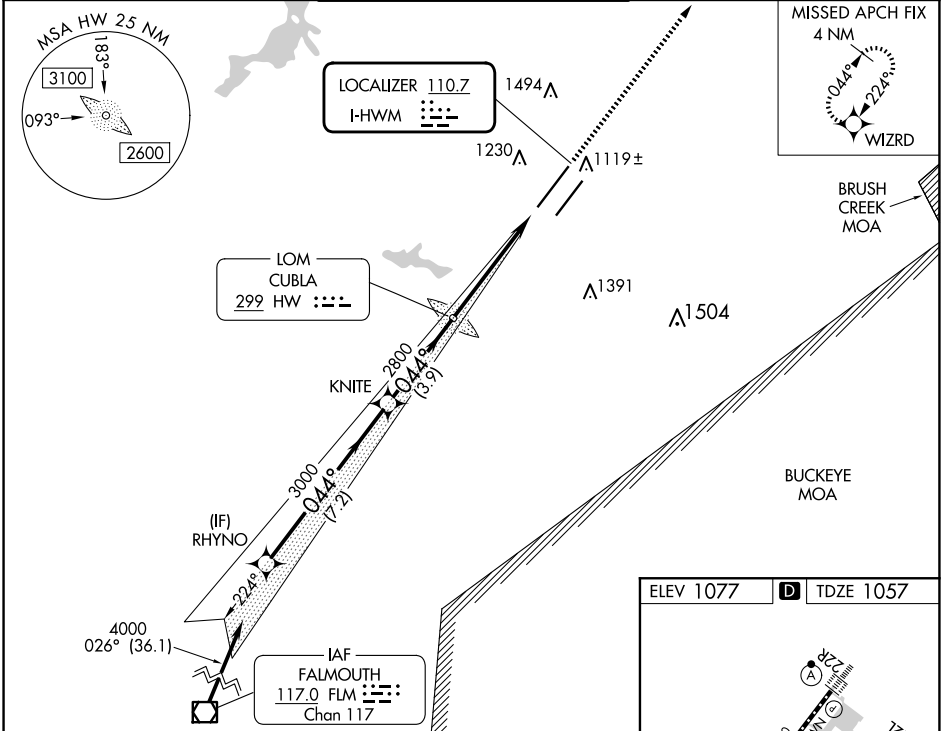 MSA HW 25 NM
183°
3100
093°
2600
LOCALIZER 110.7
I-HWM
1494
1230
1119±
MISSED APCH FIX
4 NM
044°
224°
WIZRD
BRUSH
CREEK
MOA
LOM
CUBLA
299 HW
1391
1504
2800
044°
(3.9)
KNITE
3000
044°
(7.2)
(IF)
RHYNO
224°
BUCKEYE
MOA
4000
026° (36.1)
IAF
FALMOUTH
117.0 FLM
Chan 117
ELEV 1077
D
TDZE 1057
22R
A
P